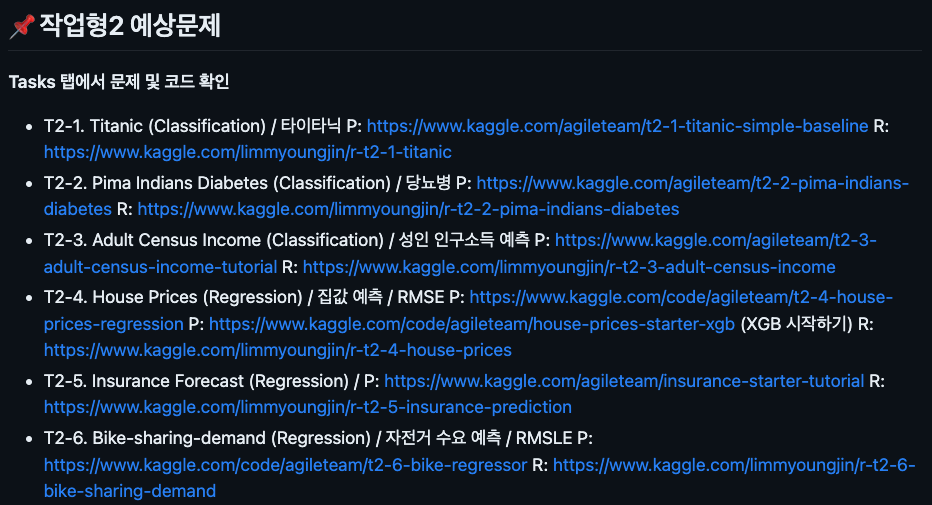 📌작업형2 예상문제
Tasks 탭에서 문제 및 코드 확인
• T2-1. Titanic (Classification) / 타이타닉 P: https://www.kaggle.com/agileteam/t2-1-titanic-simple-baseline R:
https://www.kaggle.com/limmyoungjin/r-t2-1-titanic
• T2-2. Pima Indians Diabetes (Classification) / 당뇨병 P: https://www.kaggle.com/agileteam/t2-2-pima-indians-
diabetes R: https://www.kaggle.com/limmyoungjin/r-t2-2-pima-indians-diabetes
• T2-3. Adult Census Income (Classification) / 성인 인구소득 예측 P: https://www.kaggle.com/agileteam/t2-3-
adult-census-income-tutorial R: https://www.kaggle.com/limmyoungjin/r-t2-3-adult-census-income
• T2-4. House Prices (Regression) / 집값 예측 / RMSE P: https://www.kaggle.com/code/agileteam/t2-4-house-
prices-regression P: https://www.kaggle.com/code/agileteam/house-prices-starter-xgb (XGB 시작하기) R:
https://www.kaggle.com/limmyoungjin/r-t2-4-house-prices
• T2-5. Insurance Forecast (Regression) / P: https://www.kaggle.com/agileteam/insurance-starter-tutorial R:
https://www.kaggle.com/limmyoungjin/r-t2-5-insurance-prediction
• T2-6. Bike-sharing-demand (Regression) / 자전거 수요 예측 / RMSLE P:
https://www.kaggle.com/code/agileteam/t2-6-bike-regressor R: https://www.kaggle.com/limmyoungjin/r-t2-6-
bike-sharing-demand